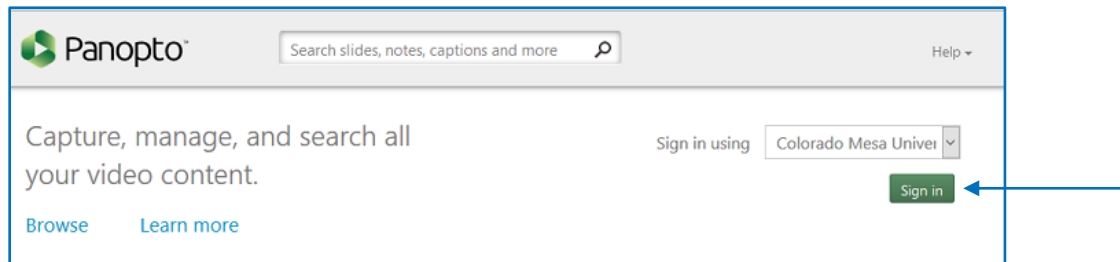 Panopto™
Search slides, notes, captions and more
Help
Capture, manage, and search all
your video content.
Sign in using Colorado Mesa Univer
Sign in
Browse Learn more